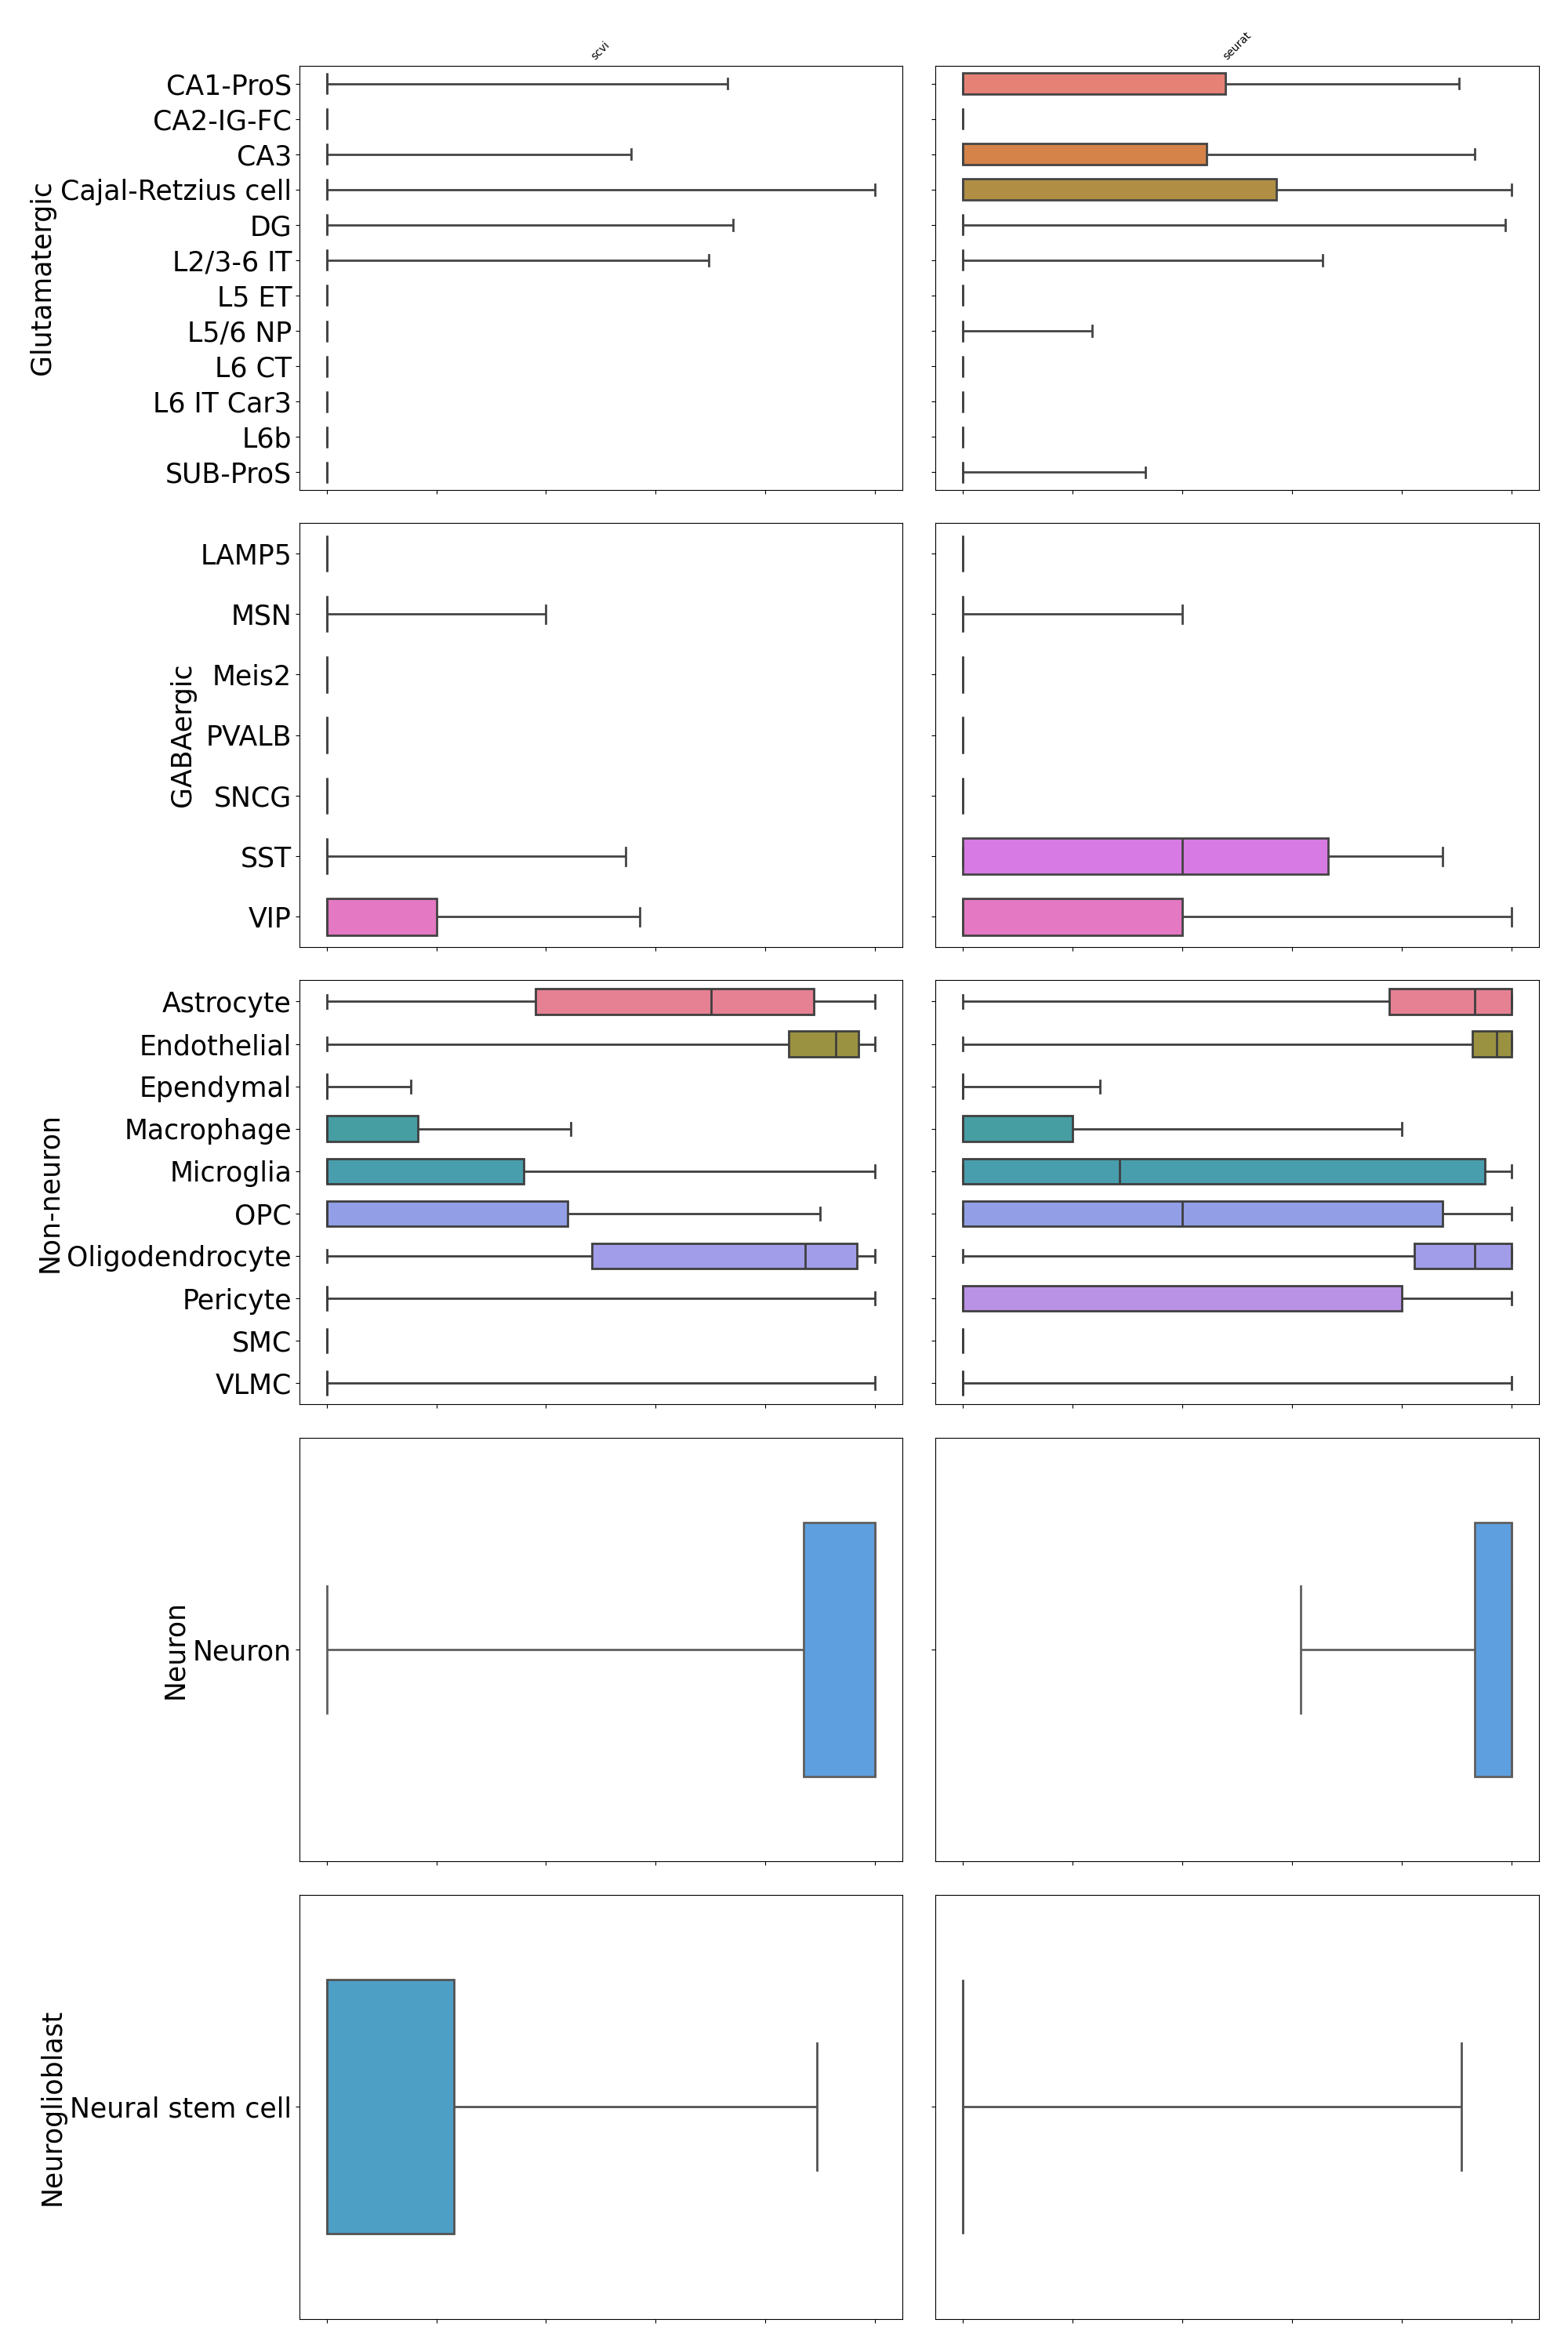 scvi
seurat
Glutamatergic
CA1-ProS
CA2-IG-FC
CA3
Cajal-Retzius cell
DG
L2/3-6 IT
L5 ET
L5/6 NP
L6 CT
L6 IT Car3
L6b
SUB-ProS
GABAergic
LAMP5
MSN
Meis2
PVALB
SNCG
SST
VIP
Non-neuron
Astrocyte
Endothelial
Ependymal
Macrophage
Microglia
OPC
Oligodendrocyte
Pericyte
SMC
VLMC
Neuron
Neuron
Neuroglioblast
Neural stem cell